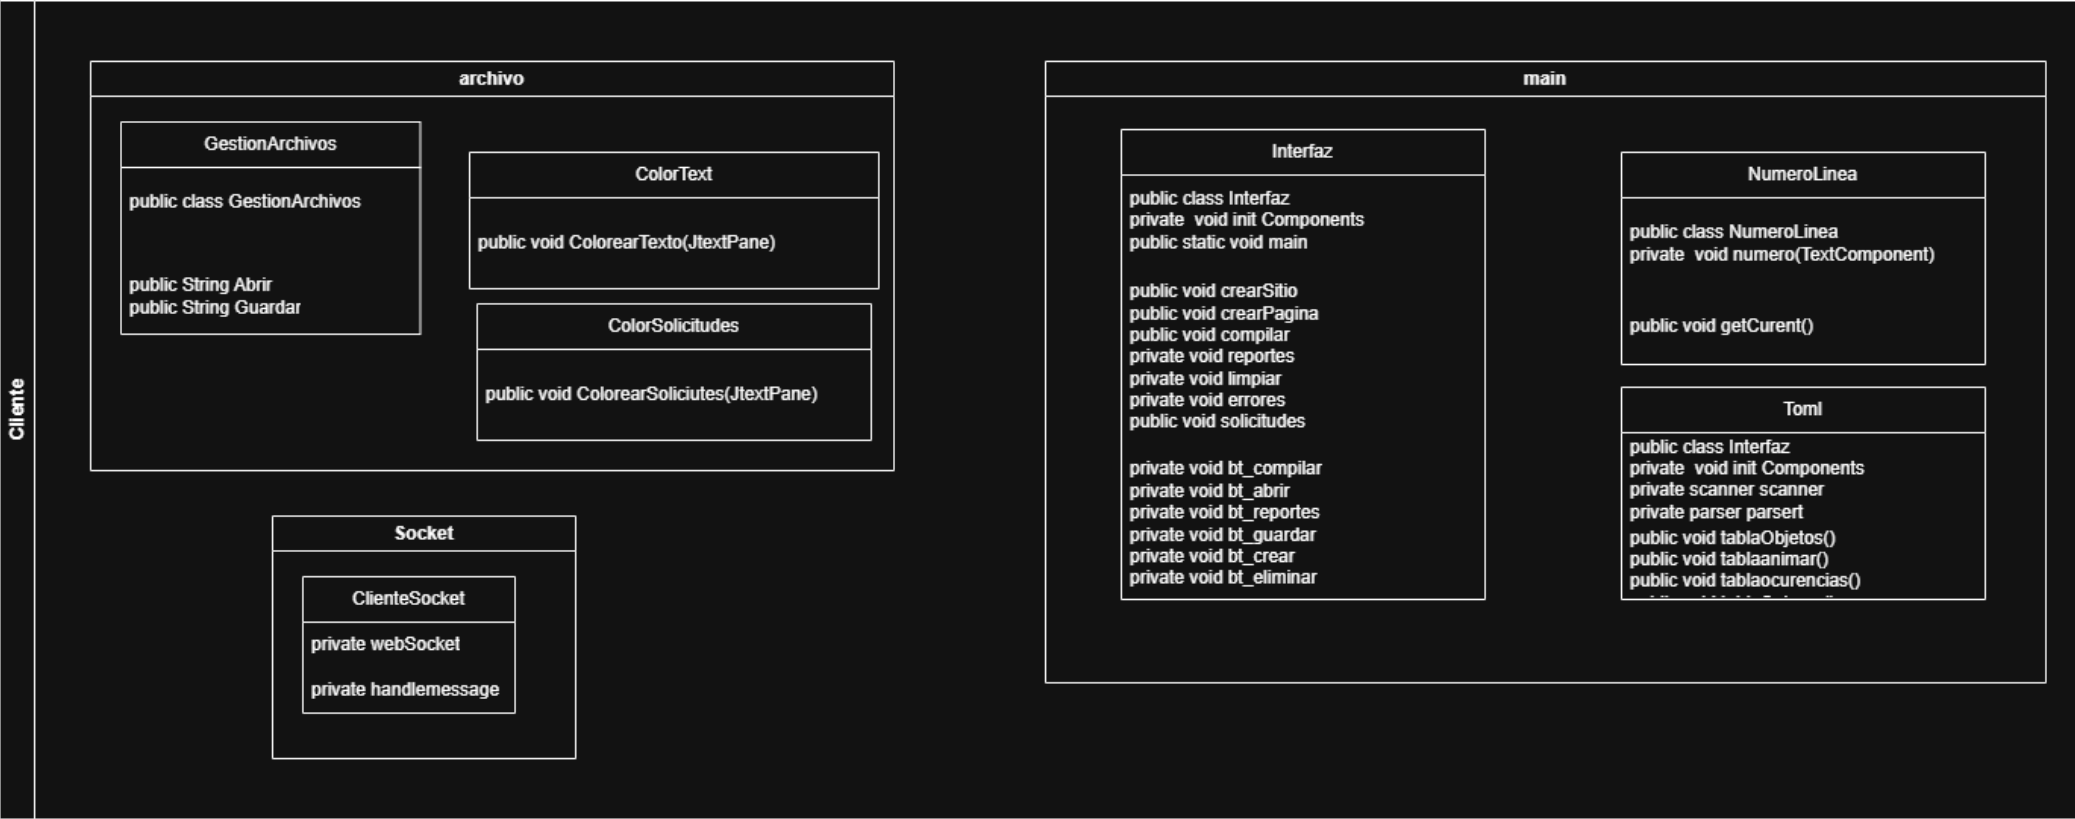 Cliente
archivo
GestionArchivos
public class GestionArchivos
public String Abrir
public String Guardar
ColorText
public void ColorearTexto(JtextPane)
ColorSolicitudes
public void ColorearSoliciutes(JtextPane)
Socket
ClienteSocket
private webSocket
private handlemessage
main
Interfaz
public class Interfaz
private  void init Components
public static void main
public void crearSitio
public void crearPagina
public void compilar
private void reportes
private void limpiar
private void errores
public void solicitudes
private void bt_compilar
private void bt_abrir
private void bt_reportes
private void bt_guardar
private void bt_crear
private void bt_eliminar
NumeroLinea
public class NumeroLinea
private  void numero(TextComponent)
public void getCurent()
Toml
public class Interfaz
private  void init Components
private scanner scanner
private parser parsert
public void tablaObjetos()
public void tablaanimar()
public void tablaocurencias()